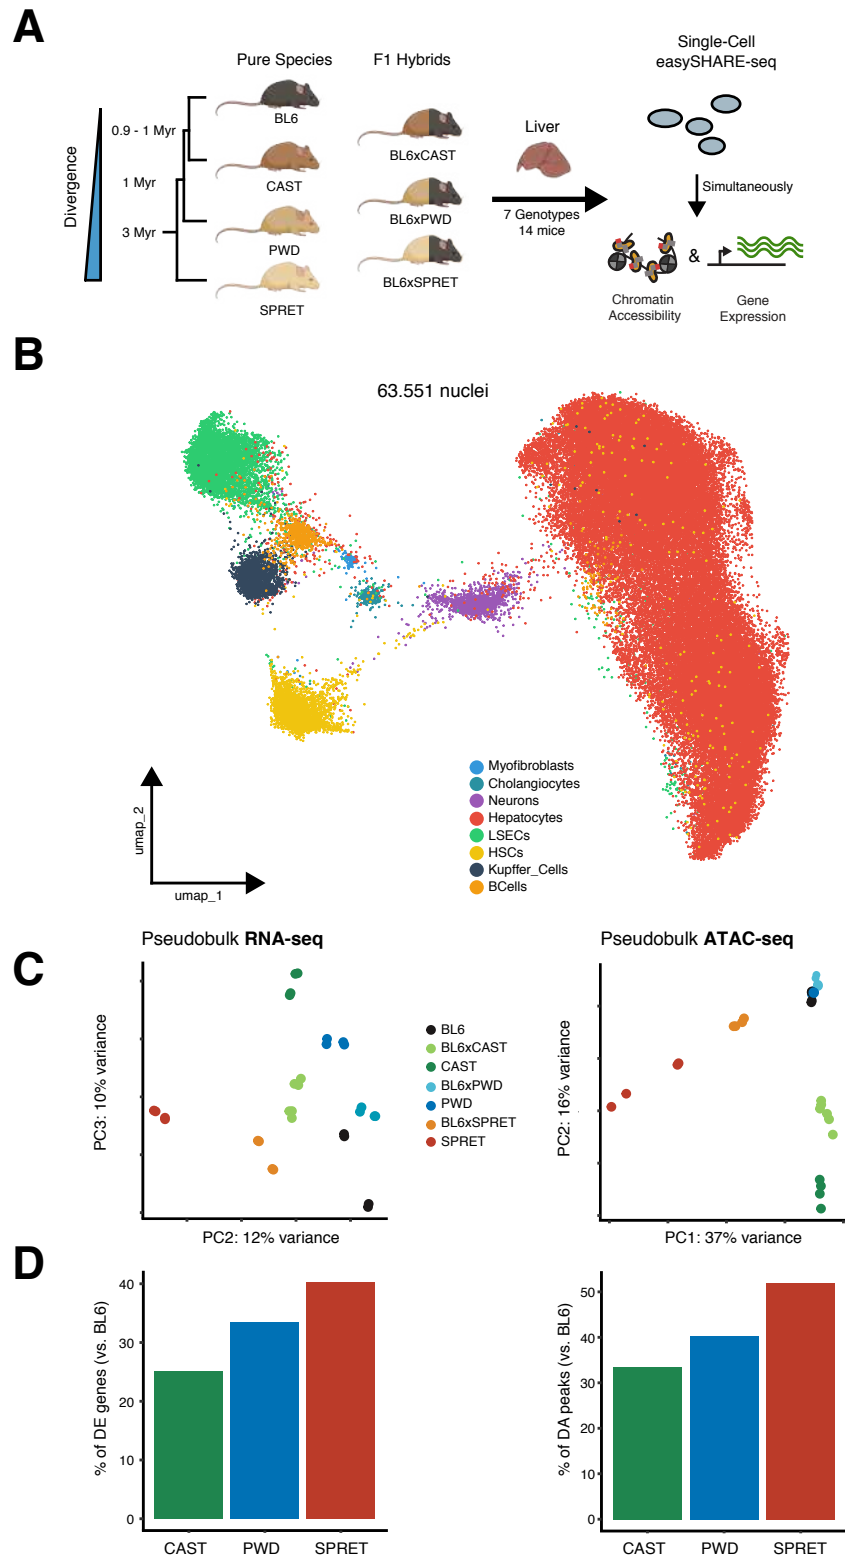 A
Pure Species
F1 Hybrids
Single-Cell
easySHARE-seq
Divergence
0.9 - 1 Myr
1 Myr
3 Myr
BL6
CAST
PWD
SPRET
BL6xCAST
BL6xPWD
BL6xSPRET
Liver
7 Genotypes
14 mice
Simultaneously
&
Chromatin
Accessibility
Gene
Expression
B
63.551 nuclei
umap_2
umap_1
Myofibroblasts
Cholangiocytes
Neurons
Hepatocytes
LSECs
HSCs
Kupffer_Cells
BCells
C
Pseudobulk RNA-seq
PC3: 10% variance
PC2: 12% variance
BL6
BL6xCAST
CAST
BL6xPWD
PWD
BL6xSPRET
SPRET
Pseudobulk ATAC-seq
PC2: 16% variance
PC1: 37% variance
D
% of DE genes (vs. BL6)
40
30
20
10
0
CAST PWD SPRET
% of DA peaks (vs. BL6)
50
40
30
20
10
0
CAST PWD SPRET